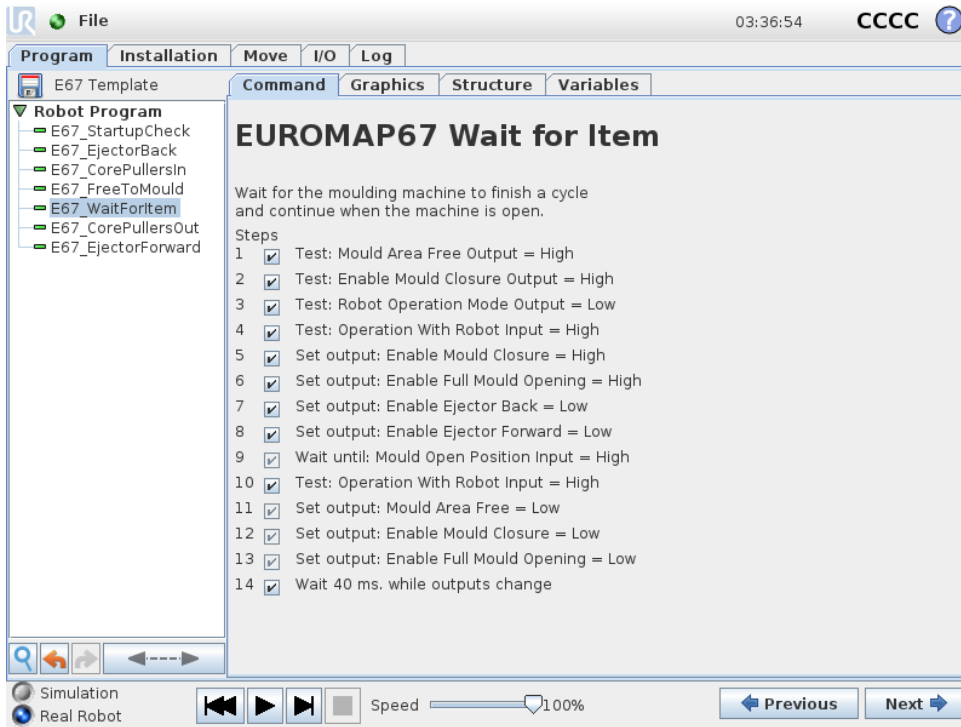 UR File 03:36:54 CCCC ?
Program Installation Move I/O Log
E67 Template
Command Graphics Structure Variables
Robot Program
E67_StartupCheck
E67_EjectorBack
E67_CorePullersIn
E67_FreeToMould
E67_WaitForItem
E67_CorePullersOut
E67_EjectorForward
EUROMAP67 Wait for Item
Wait for the moulding machine to finish a cycle
and continue when the machine is open.
Steps
1 Test: Mould Area Free Output = High
2 Test: Enable Mould Closure Output = High
3 Test: Robot Operation Mode Output = Low
4 Test: Operation With Robot Input = High
5 Set output: Enable Mould Closure = High
6 Set output: Enable Full Mould Opening = High
7 Set output: Enable Ejector Back = Low
8 Set output: Enable Ejector Forward = Low
9 Wait until: Mould Open Position Input = High
10 Test: Operation With Robot Input = High
11 Set output: Mould Area Free = Low
12 Set output: Enable Mould Closure = Low
13 Set output: Enable Full Mould Opening = Low
14 Wait 40 ms. while outputs change
Simulation
Real Robot
Speed 100%
Previous Next